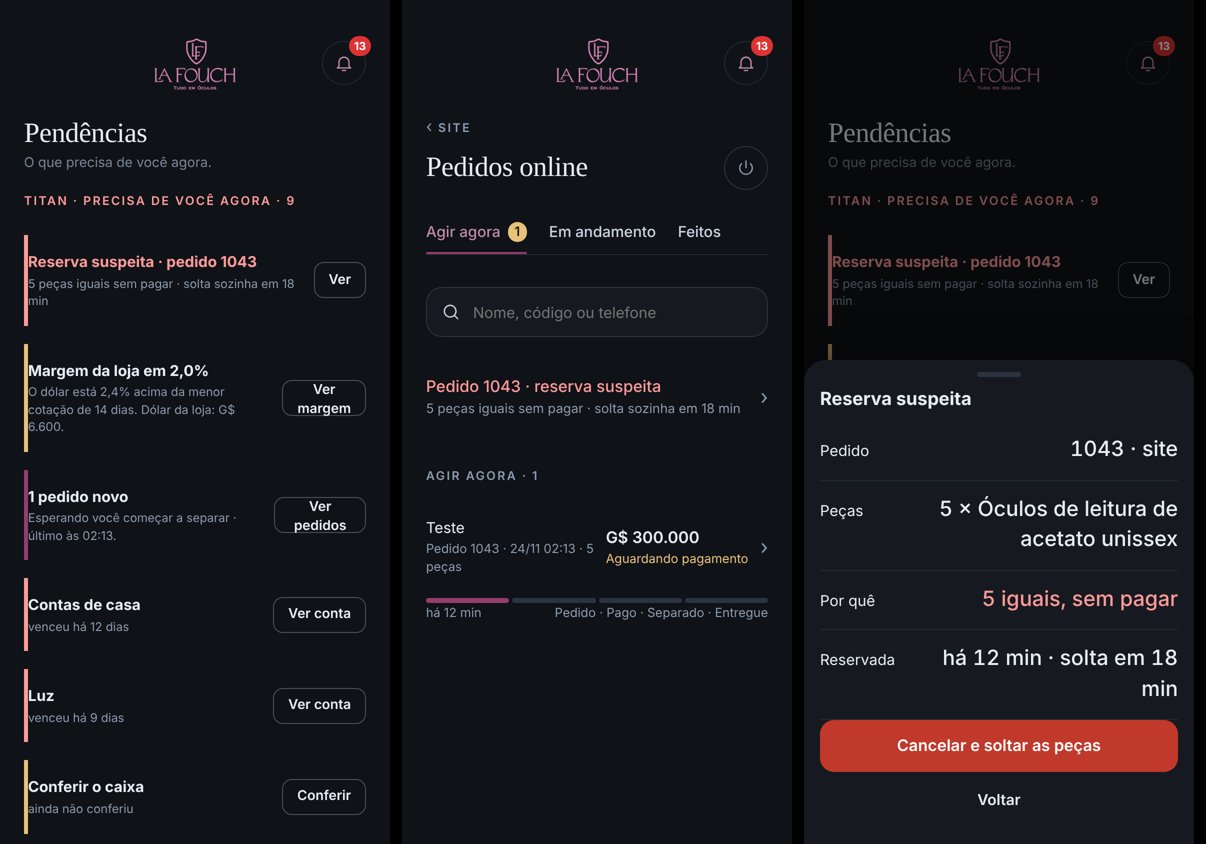 LF
LA FOUCH
TUDO EM ÓCULOS
13
Pendências
O que precisa de você agora.
TITAN · PRECISA DE VOCÊ AGORA · 9
Reserva suspeita · pedido 1043
5 peças iguais sem pagar · solta sozinha em 18
min
Ver
Margem da loja em 2,0%
O dólar está 2,4% acima da menor
cotação de 14 dias. Dólar da loja: G$
6.600.
Ver
margem
1 pedido novo
Esperando você começar a separar ·
último às 02:13.
Ver
pedidos
Contas de casa
venceu há 12 dias
Ver conta
Luz
venceu há 9 dias
Ver conta
Conferir o caixa
ainda não conferiu
Conferir
LF
LA FOUCH
TUDO EM ÓCULOS
13
‹ SITE
Pedidos online
Agir agora 1
Em andamento
Feitos
Nome, código ou telefone
Pedido 1043 · reserva suspeita
5 peças iguais sem pagar · solta sozinha em 18 min
AGIR AGORA · 1
Teste
Pedido 1043 · 24/11 02:13 · 5
peças
G$ 300.000
Aguardando pagamento
há 12 min
Pedido · Pago · Separado · Entregue
LF
LA FOUCH
TUDO EM ÓCULOS
13
Pendências
O que precisa de você agora.
TITAN · PRECISA DE VOCÊ AGORA · 9
Reserva suspeita · pedido 1043
5 peças iguais sem pagar · solta sozinha em 18
min
Ver
Reserva suspeita
Pedido
1043 · site
Peças
5 × Óculos de leitura de
acetato unissex
Por quê
5 iguais, sem pagar
Reservada
há 12 min · solta em 18
min
Cancelar e soltar as peças
Voltar